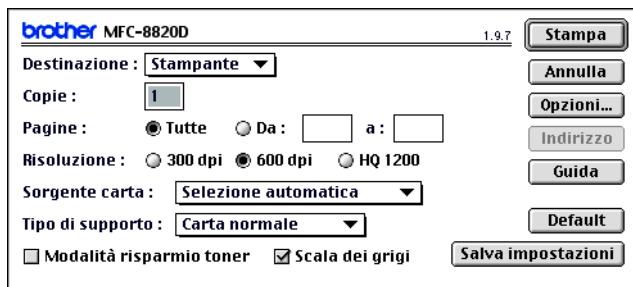 brother MFC-8820D 1.9.7 Stampa
Destinazione : Stampante Annulla
Copie : 1 Opzioni...
Pagine : Tutte Da : a : Indirizzo
Risoluzione : 300 dpi 600 dpi HQ 1200 Guida
Sorgente carta : Selezione automatica
Tipo di supporto : Carta normale Default
Modalità risparmio toner Scala dei grigi Salva impostazioni